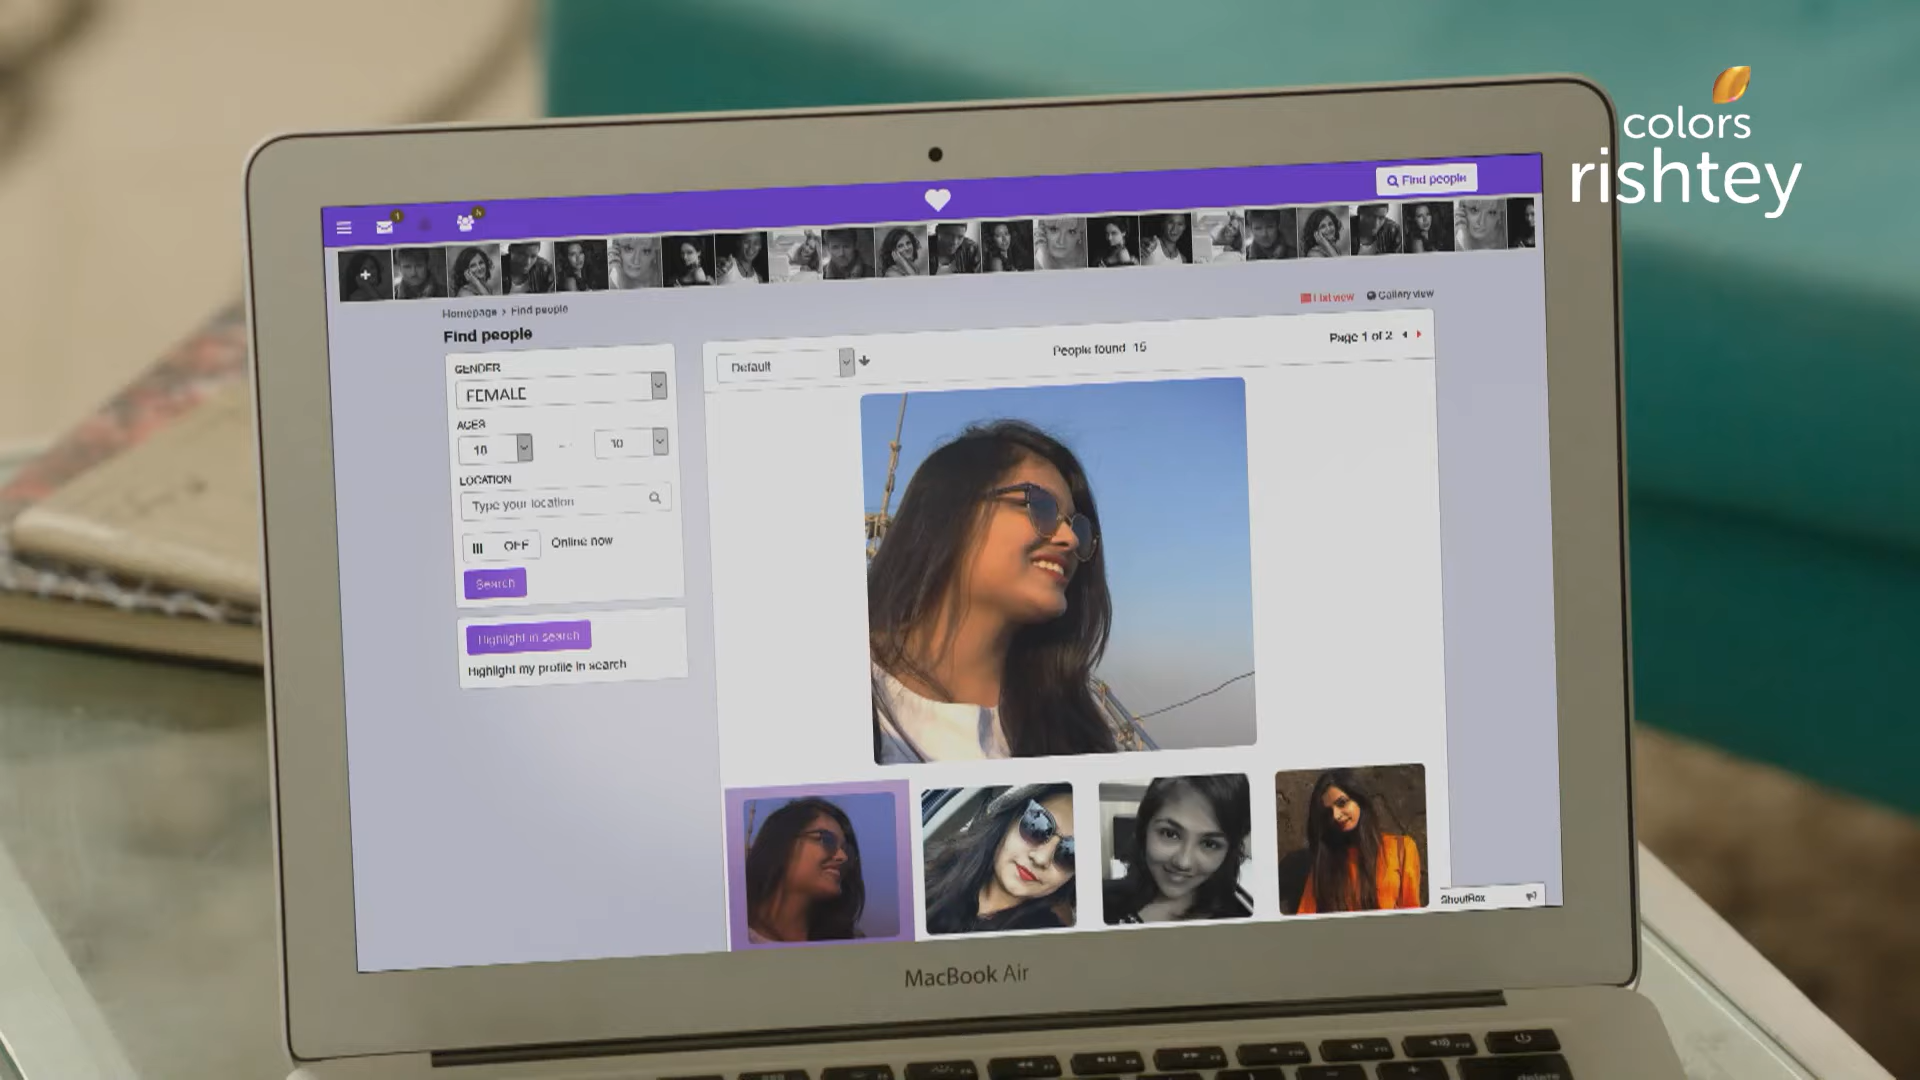 colors
rishtey
Find people
Homepage > Find people
List view Gallery view
Find people
GENDER
FEMALE
AGES
Default
People found 15
Page 1 of 2
LOCATION
Type your location
OFF Online now
Search
Highlight in search
Highlight my profile in search
ShoutBox
MacBook Air
delete